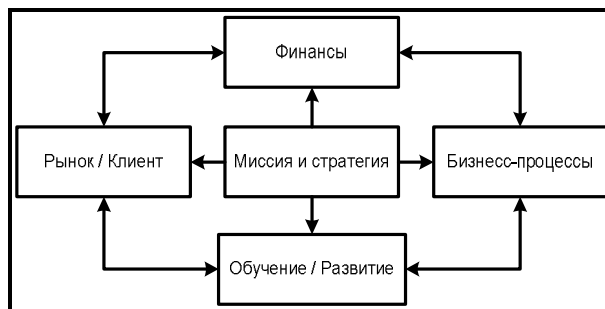 Финансы
Рынок / Клиент
Миссия и стратегия
Бизнесс-процессы
Обучение / Развитие